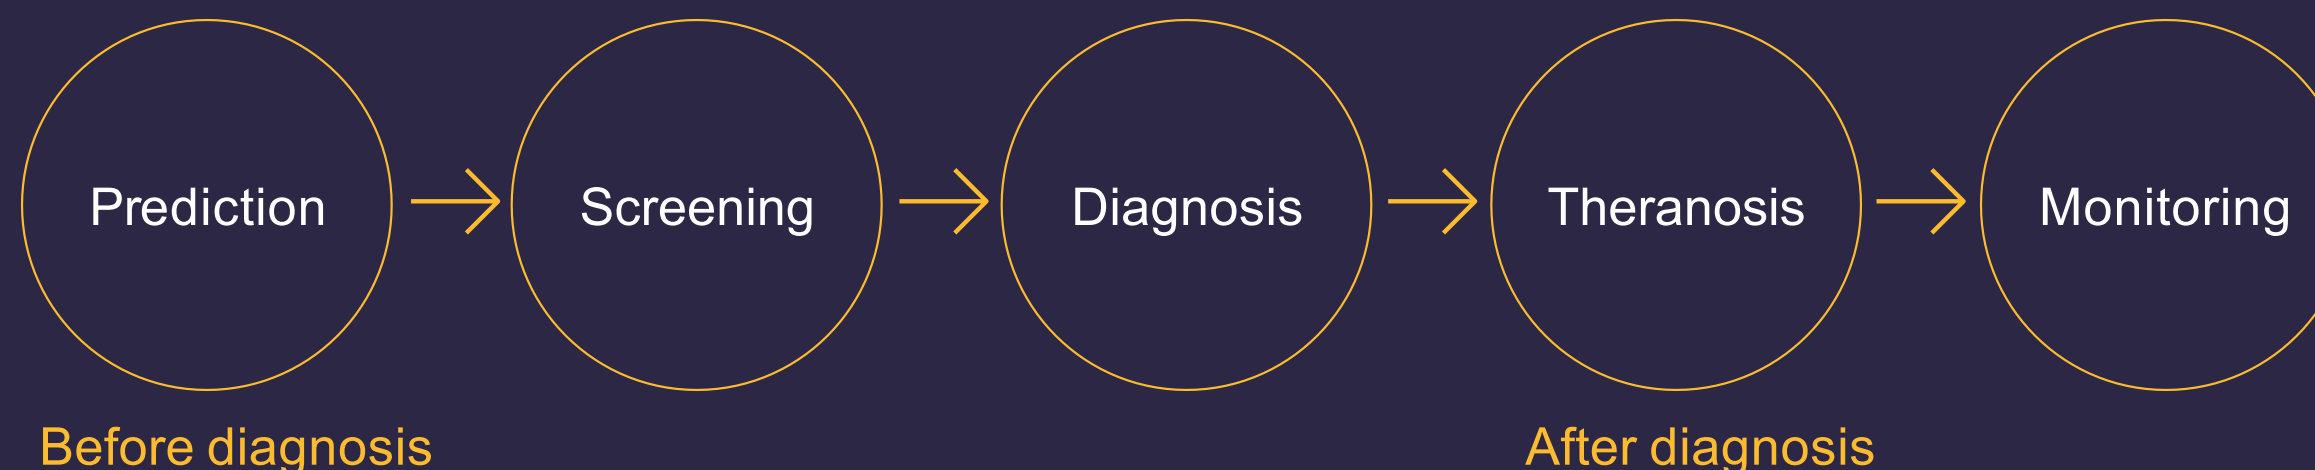 Prediction
Screening
Diagnosis
Theranosis
Monitoring
Before diagnosis
After diagnosis